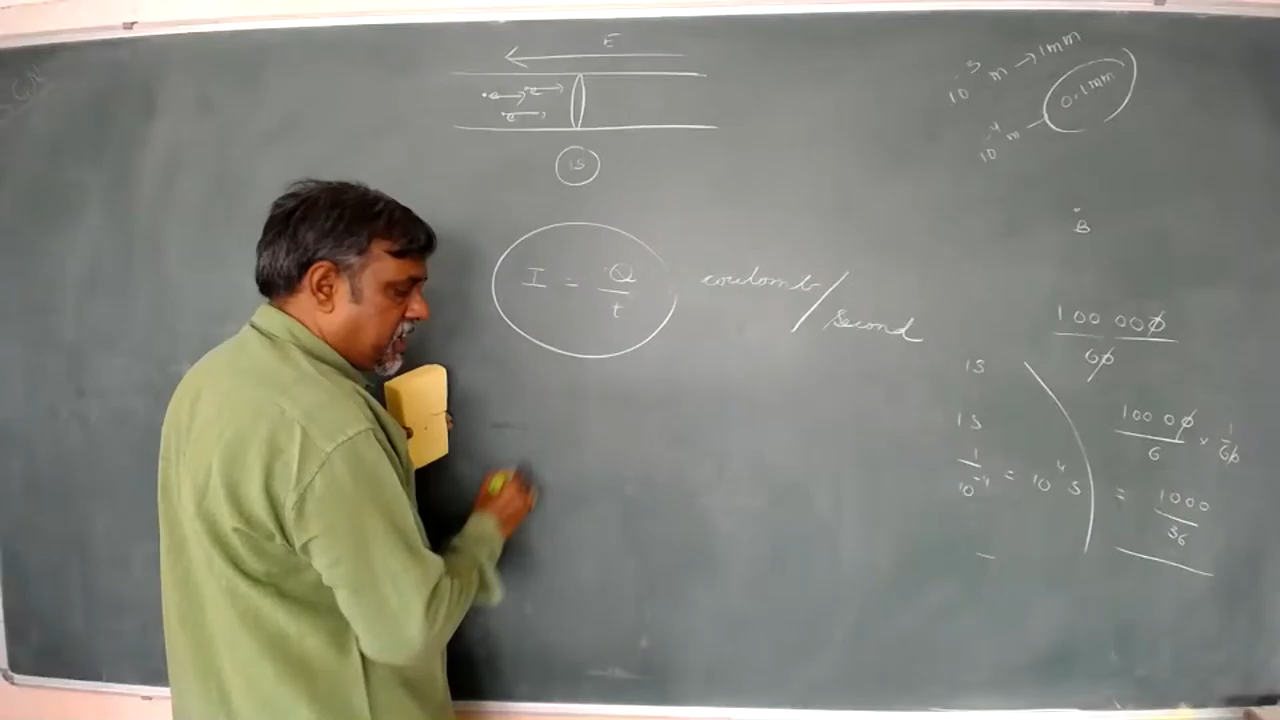 E
e e
e
1S
I = Q/t coulomb/second
10⁻³ m → 1mm
10⁻⁴ m 0.1mm
B
100 000/60
1S
1S
1/10⁻⁴ = 10⁴ S
100 00/6 × 1/60
= 1000/36